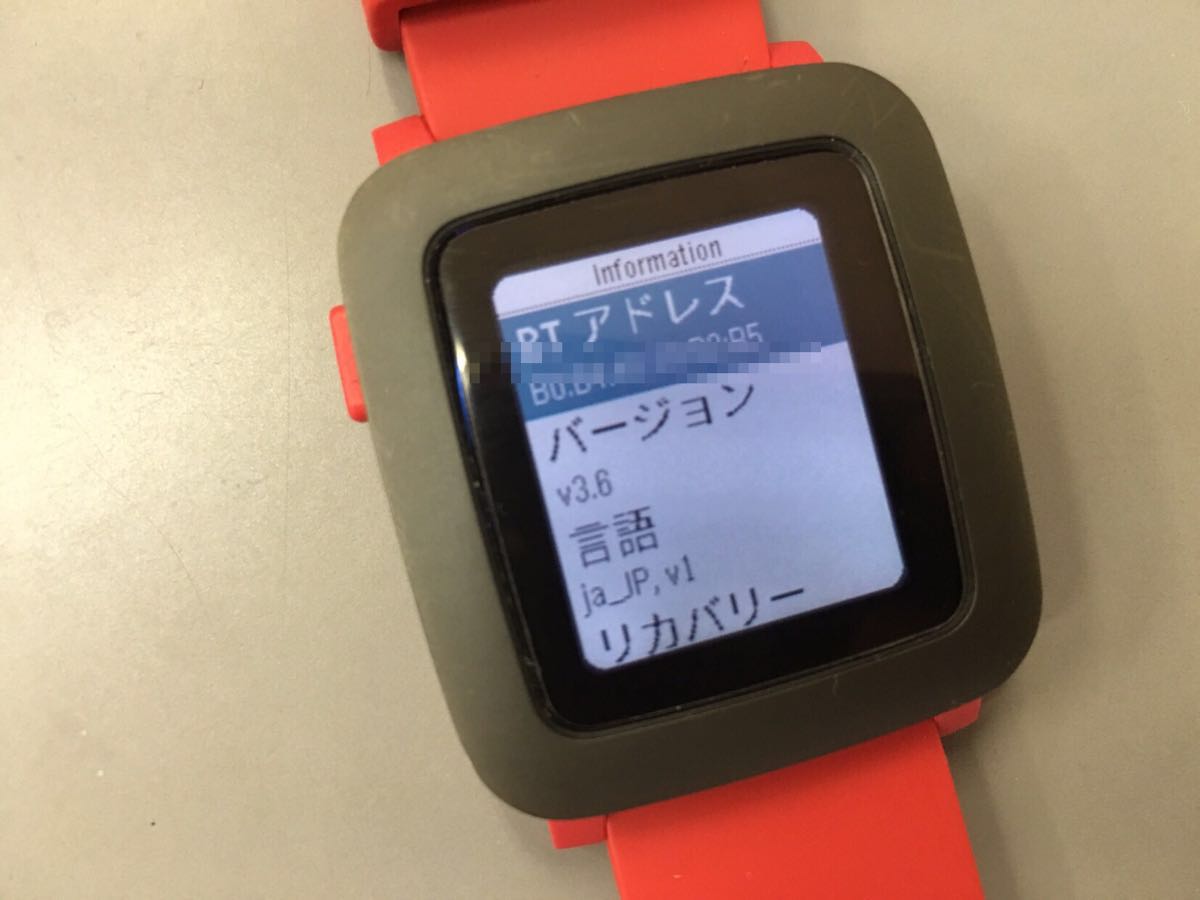 Information
BT アドレス
バージョン
v3.6
言語
ja_JP, v1
リカバリー